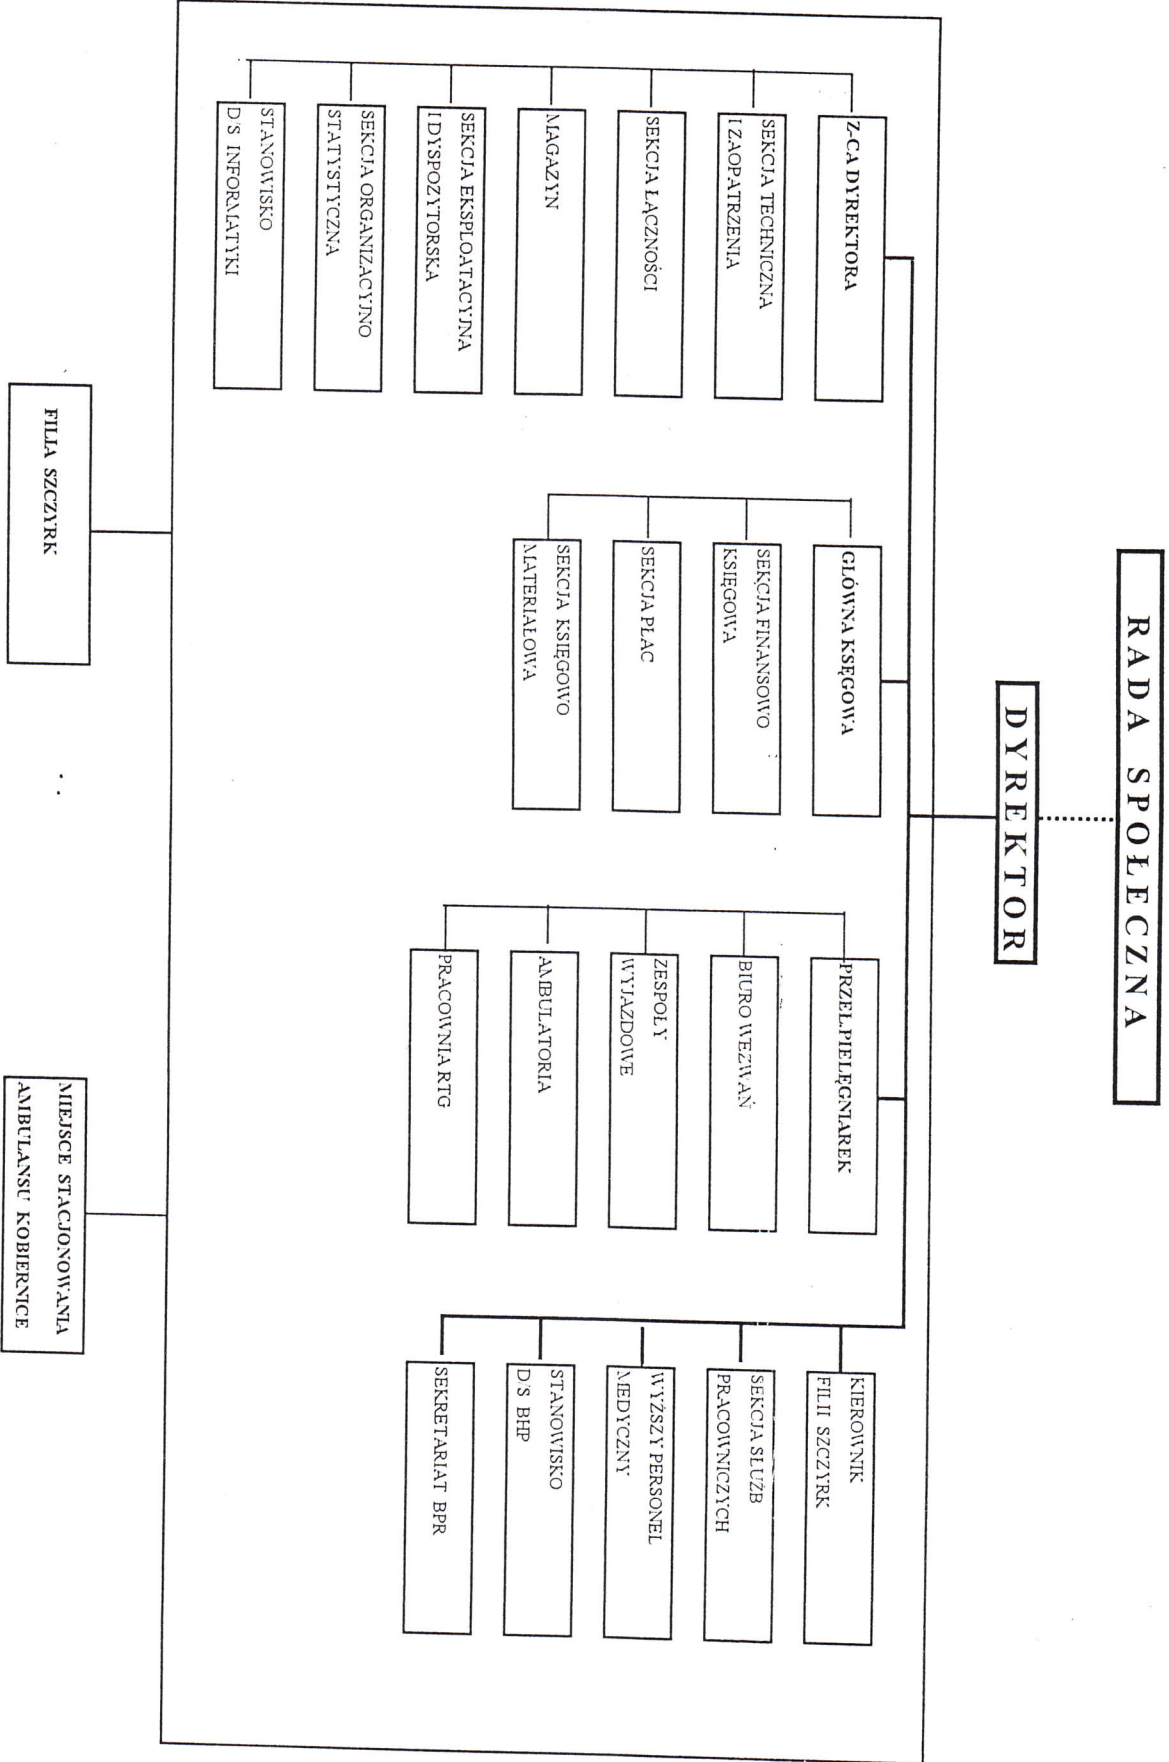 RADA SPOŁECZNA
DYREKTOR
Z-CA DYREKTORA
SEKCJA TECHNICZNA
I ZAOPATRZENIA
SEKCJA ŁĄCZNOŚCI
MAGAZYN
SEKCJA EKSPLOATACYJNA
I DYSPOZYTORSKA
SEKCJA ORGANIZACYJNO
STATYSTYCZNA
STANOWISKO
D/S INFORMATYKI
GŁÓWNA KSIĘGOWA
SEKCJA FINANSOWO
KSIĘGOWA
SEKCJA PŁAC
SEKCJA KSIĘGOWO
MATERIAŁOWA
PRZEŁ.PIELĘGNIAREK
BIURO WEZWAŃ
ZESPOŁY
WYJAZDOWE
AMBULATORIA
PRACOWNIA RTG
KIEROWNIK
FILII SZCZYRK
SEKCJA SŁUŻB
PRACOWNICZYCH
WYŻSZY PERSONEL
MEDYCZNY
STANOWISKO
D/S BHP
SEKRETARIAT BPR
FILIA SZCZYRK
MIEJSCE STACJONOWANIA
AMBULANSU KOBIERNICE